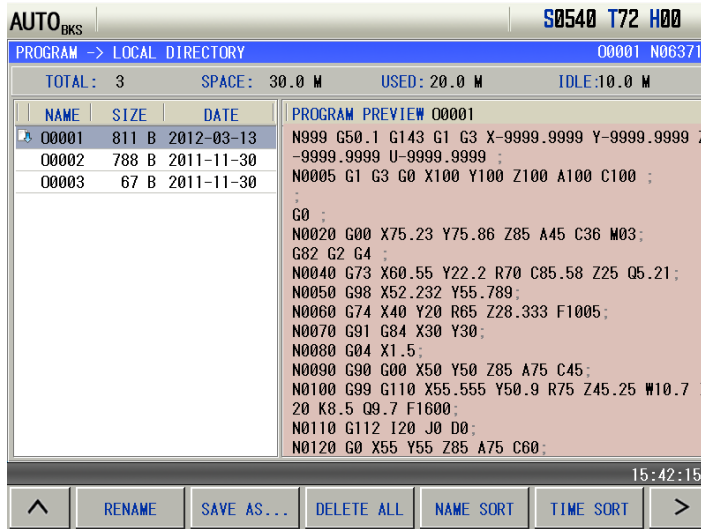 AUTO BKS S0540 T72 H00
PROGRAM -> LOCAL DIRECTORY O0001 N06371
TOTAL: 3 SPACE: 30.0 M USED: 20.0 M IDLE:10.0 M
NAME SIZE DATE
O0001 811 B 2012-03-13
O0002 788 B 2011-11-30
O0003 67 B 2011-11-30
PROGRAM PREVIEW O0001
N999 G50.1 G143 G1 G3 X-9999.9999 Y-9999.9999 Z
-9999.9999 U-9999.9999 ;
N0005 G1 G3 G0 X100 Y100 Z100 A100 C100 ;
;
G0 ;
N0020 G00 X75.23 Y75.86 Z85 A45 C36 M03;
G82 G2 G4 ;
N0040 G73 X60.55 Y22.2 R70 C85.58 Z25 Q5.21;
N0050 G98 X52.232 Y55.789;
N0060 G74 X40 Y20 R65 Z28.333 F1005;
N0070 G91 G84 X30 Y30;
N0080 G04 X1.5;
N0090 G90 G00 X50 Y50 Z85 A75 C45;
N0100 G99 G110 X55.555 Y50.9 R75 Z45.25 W10.7
20 K8.5 Q9.7 F1600;
N0110 G112 I20 J0 D0;
N0120 G0 X55 Y55 Z85 A75 C60;
15:42:15
RENAME SAVE AS... DELETE ALL NAME SORT TIME SORT >